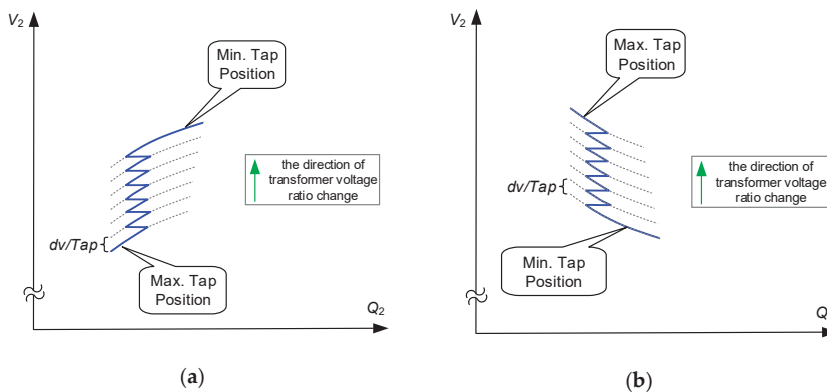 V2
Min. Tap
Position
the direction of
transformer voltage
ratio change
dv/Tap
Max. Tap
Position
Q2
(a)
V2
Max. Tap
Position
dv/Tap
the direction of
transformer voltage
ratio change
Min. Tap
Position
Q
(b)